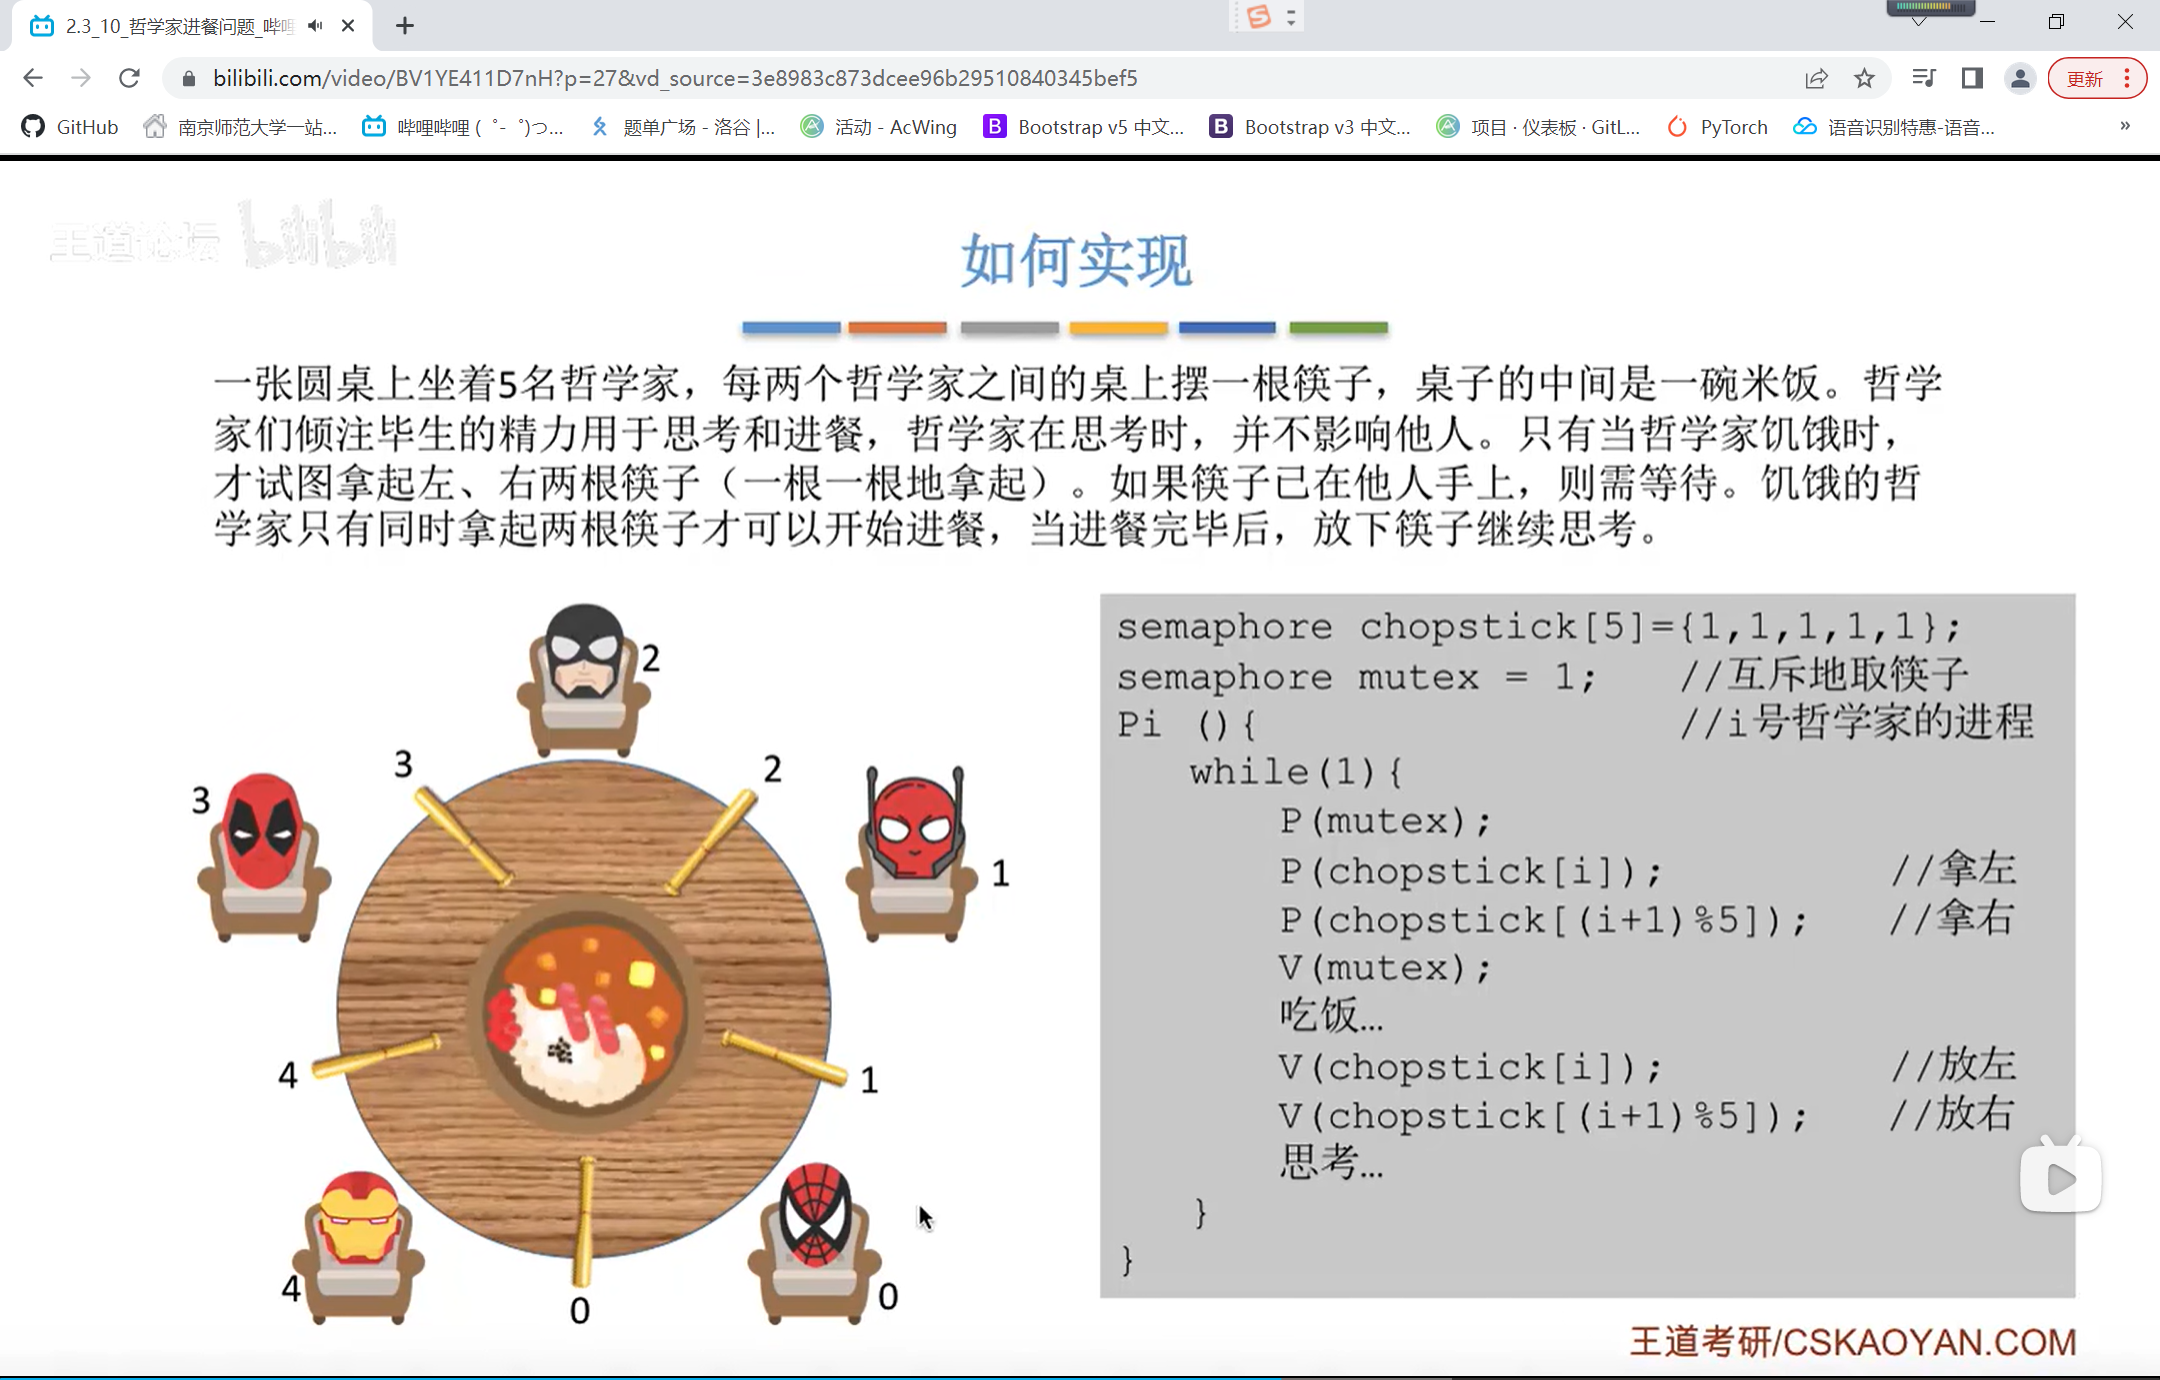 2.3_10_哲学家进餐问题_哔哩
bilibili.com/video/BV1YE411D7nH?p=27&vd_source=3e8983c873dcee96b29510840345bef5
更新
GitHub
南京师范大学一站...
哔哩哔哩 ( ゜- ゜)つ...
题单广场 - 洛谷 |...
活动 - AcWing
Bootstrap v5 中文...
Bootstrap v3 中文...
项目 · 仪表板 · GitL...
PyTorch
语音识别特惠-语音...
»
王道论坛 bilibili
如何实现
一张圆桌上坐着5名哲学家，每两个哲学家之间的桌上摆一根筷子，桌子的中间是一碗米饭。哲学
家们倾注毕生的精力用于思考和进餐，哲学家在思考时，并不影响他人。只有当哲学家饥饿时，
才试图拿起左、右两根筷子（一根一根地拿起）。如果筷子已在他人手上，则需等待。饥饿的哲
学家只有同时拿起两根筷子才可以开始进餐，当进餐完毕后，放下筷子继续思考。
2
3
2
3
1
4
1
4
0
0
semaphore chopstick[5]={1,1,1,1,1};
semaphore mutex = 1; //互斥地取筷子
Pi (){ //i号哲学家的进程
while(1){
P(mutex);
P(chopstick[i]); //拿左
P(chopstick[(i+1)%5]); //拿右
V(mutex);
吃饭…
V(chopstick[i]); //放左
V(chopstick[(i+1)%5]); //放右
思考…
}
}
王道考研/CSKAOYAN.COM